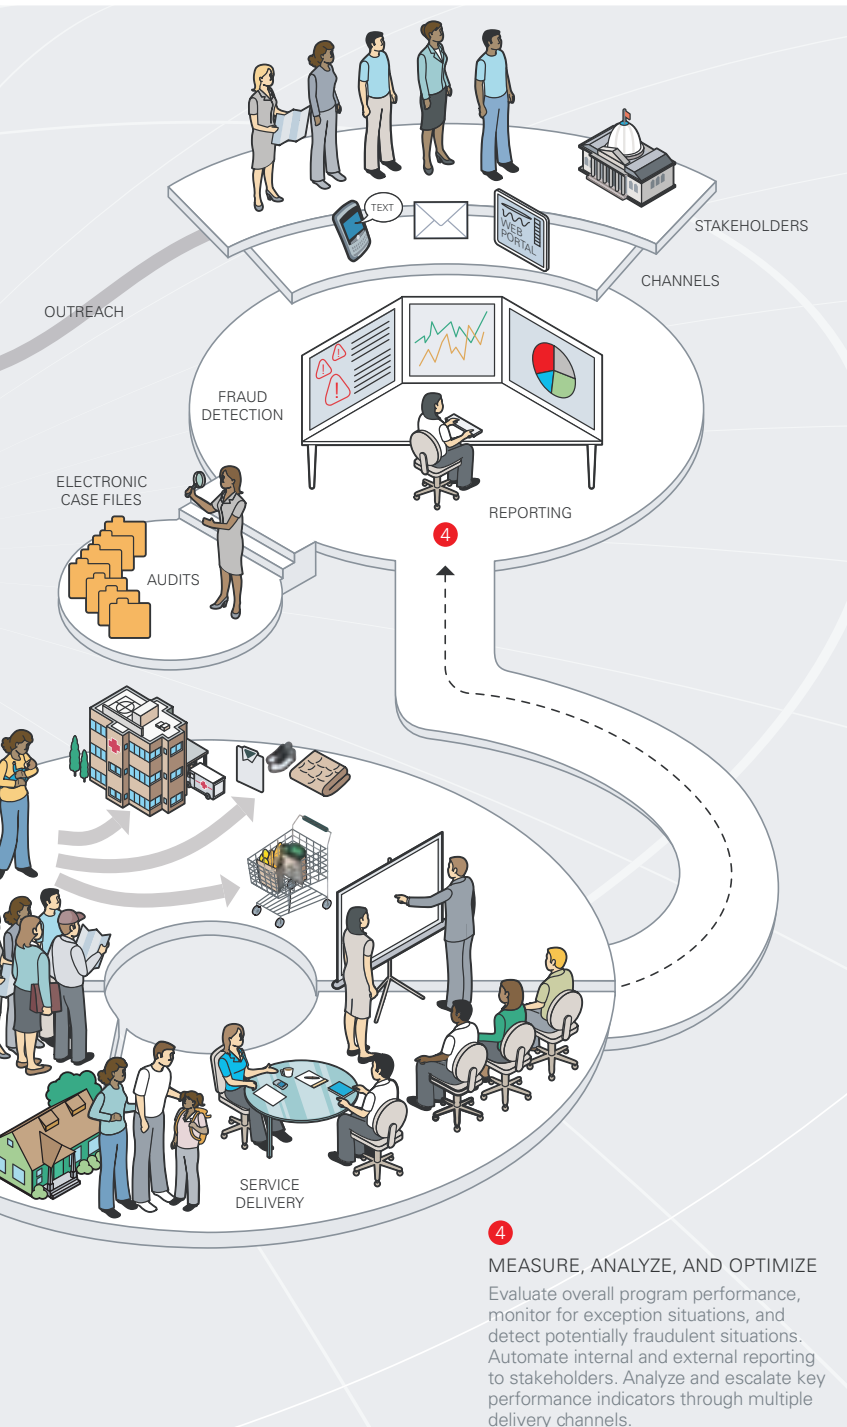 TEXT
WEB
PORTAL
STAKEHOLDERS
CHANNELS
OUTREACH
FRAUD
DETECTION
ELECTRONIC
CASE FILES
REPORTING
4
AUDITS
SERVICE
DELIVERY
4
MEASURE, ANALYZE, AND OPTIMIZE
Evaluate overall program performance,
monitor for exception situations, and
detect potentially fraudulent situations.
Automate internal and external reporting
to stakeholders. Analyze and escalate key
performance indicators through multiple
delivery channels.